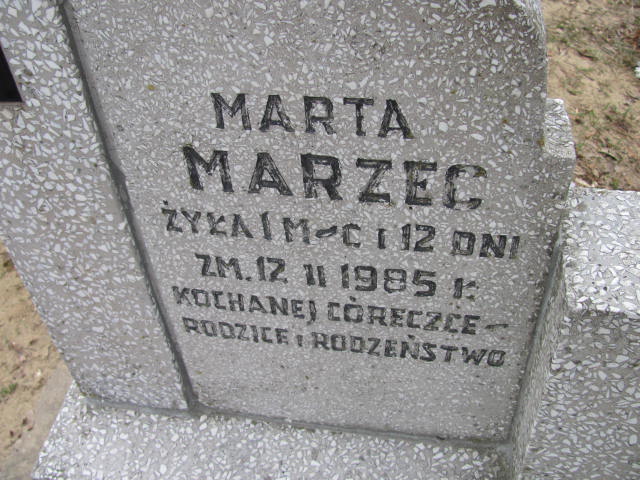 MARTA
MARZEC
ŻYŁA 1 M-C I 12 DNI
ZM. 12 II 1985 R.
KOCHANEJ CÓRECZCE -
RODZICE I RODZEŃSTWO